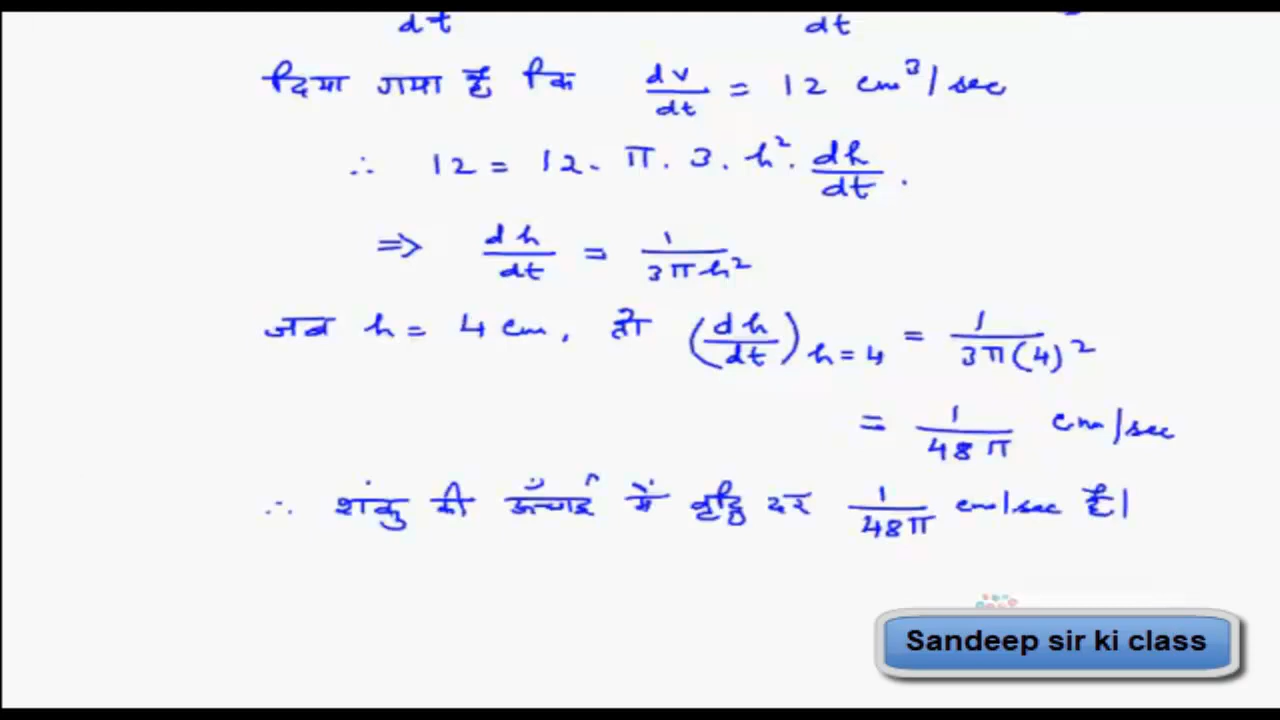 dt dt
दिया गया है कि dv/dt = 12 cm³/sec
∴ 12 = 12. π. 3. h². dh/dt.
=> dh/dt = 1/3πh²
जब h = 4 cm, तो (dh/dt)h=4 = 1/3π(4)²
= 1/48π cm/sec
∴ शंकु की ऊँचाई में वृद्धि दर 1/48π cm/sec है।
Sandeep sir ki class